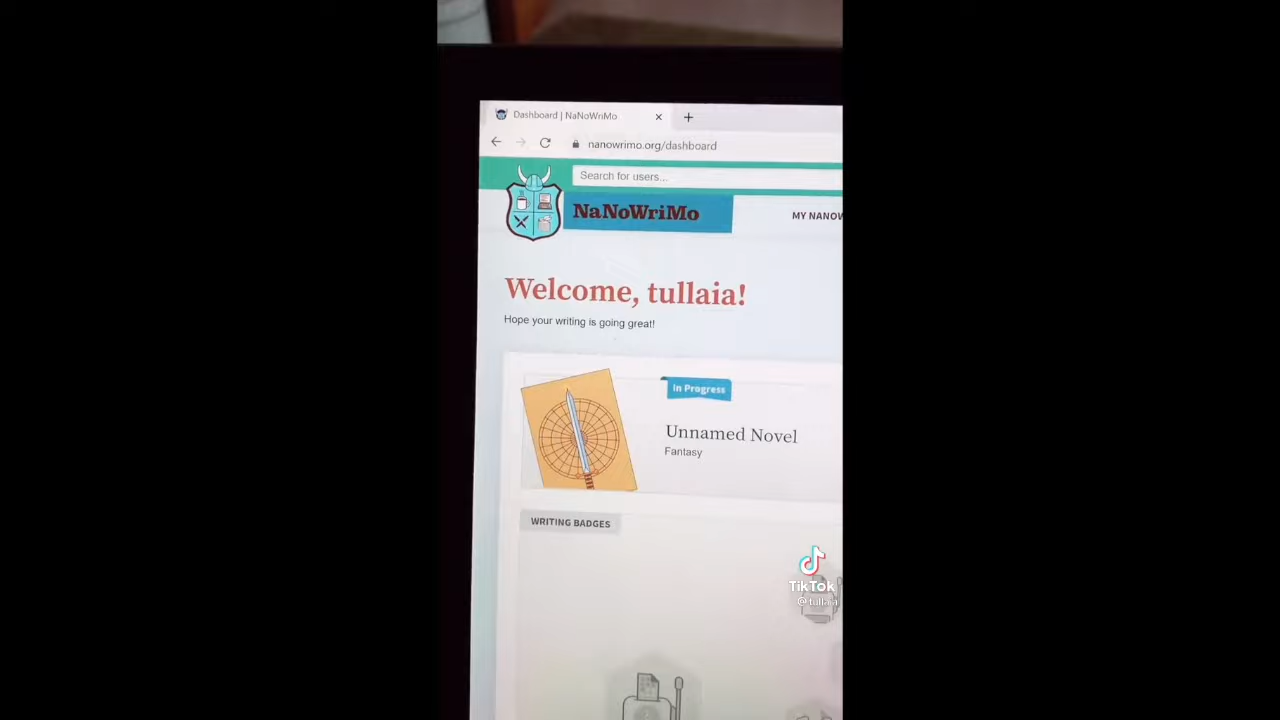 Dashboard | NaNoWriMo
nanowrimo.org/dashboard
Search for users...
NaNoWriMo
MY NANOW
Welcome, tullaia!
Hope your writing is going great!
In Progress
Unnamed Novel
Fantasy
WRITING BADGES
TikTok
@tullaia